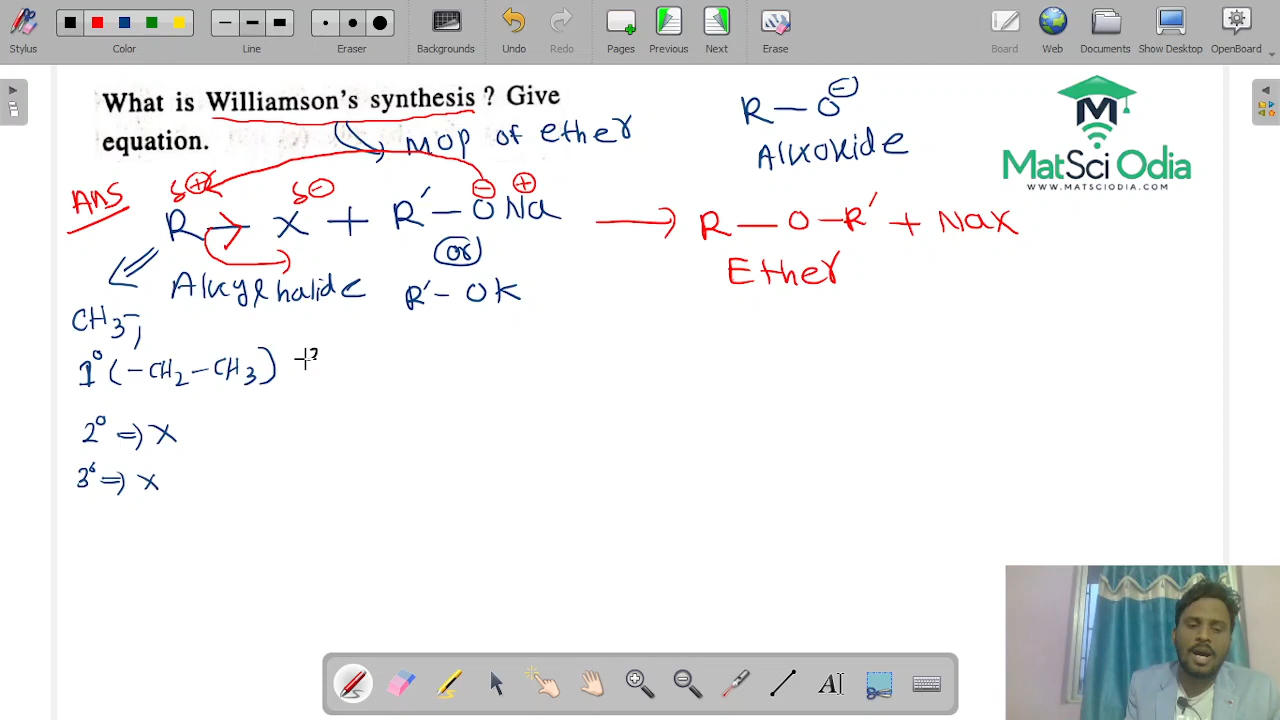 Stylus Color Line Eraser Backgrounds Undo Redo Pages Previous Next Erase Board Web Documents Show Desktop OpenBoard
What is Williamson's synthesis ? Give
equation.
MOP of ether
R — O⊖
Alkoxide
MatSci Odia
WWW.MATSCIODIA.COM
Ans
δ⊕ δ⊖ ⊖ ⊕
R → X + R′ — O Na ⟶ R — O — R′ + NaX
(or)
Alkylhalide R′ — OK Ether
CH3-,
1° (-CH2-CH3)
2° ⇒ X
3° ⇒ X
AI